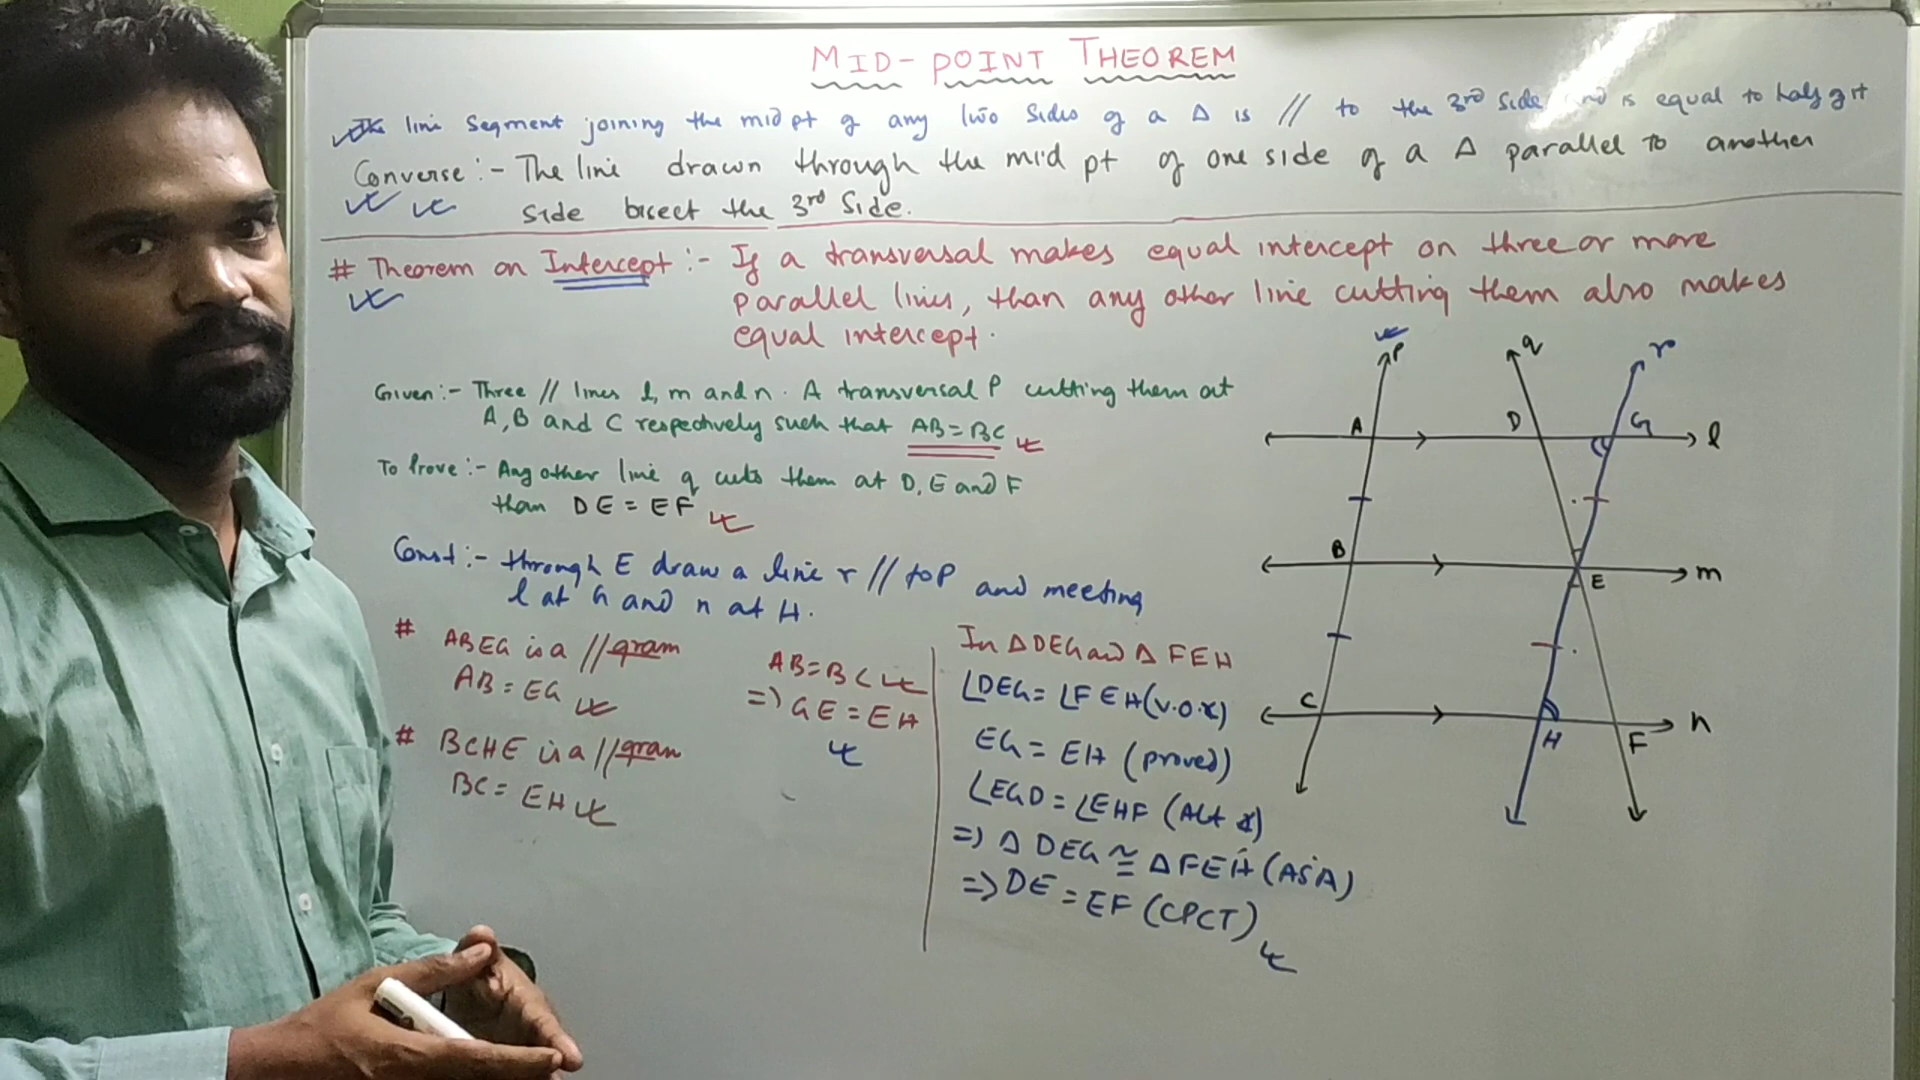 MID-POINT THEOREM
The line segment joining the mid pt of any two sides of a Δ is // to the 3rd side and is equal to half of it
Converse :- The line drawn through the mid pt of one side of a Δ parallel to another
side bisect the 3rd side.
# Theorem on Intercept :- If a transversal makes equal intercept on three or more
parallel lines, than any other line cutting them also makes
equal intercept.
Given :- Three // lines l, m and n. A transversal P cutting them at
A, B and C respectively such that AB = BC
To Prove :- Any other line q cuts them at D, E and F
than DE = EF
Const :- through E draw a line r // to P and meeting
l at G and n at H.
# ABEG is a //gram
AB = EG
# BCHE is a //gram
BC = EH
AB = BC
=> GE = EH
In Δ DEG and Δ FEH
∠DEG = ∠FEH (V.O.∠)
EG = EH (proved)
∠EGD = ∠EHF (Alt ∠)
=> Δ DEG ≅ Δ FEH (ASA)
=> DE = EF (CPCT)
P q r
A D G l
B E m
C H F n